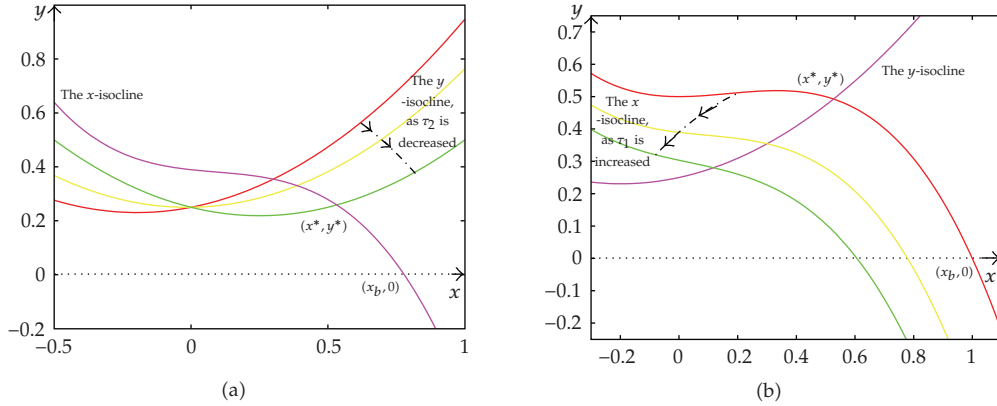 y
0.8
0.6
0.4
0.2
0
−0.2
−0.5
0
0.5
1
x
The x-isocline
The y
-isocline,
as τ2 is
decreased
(x*, y*)
(xb, 0)
(a)
y
0.7
0.6
0.5
0.4
0.3
0.2
0.1
0
−0.1
−0.2
−0.2
0
0.2
0.4
0.6
0.8
1
x
(x*, y*)
The y-isocline
The x
-isocline,
as τ1 is
increased
(xb, 0)
(b)